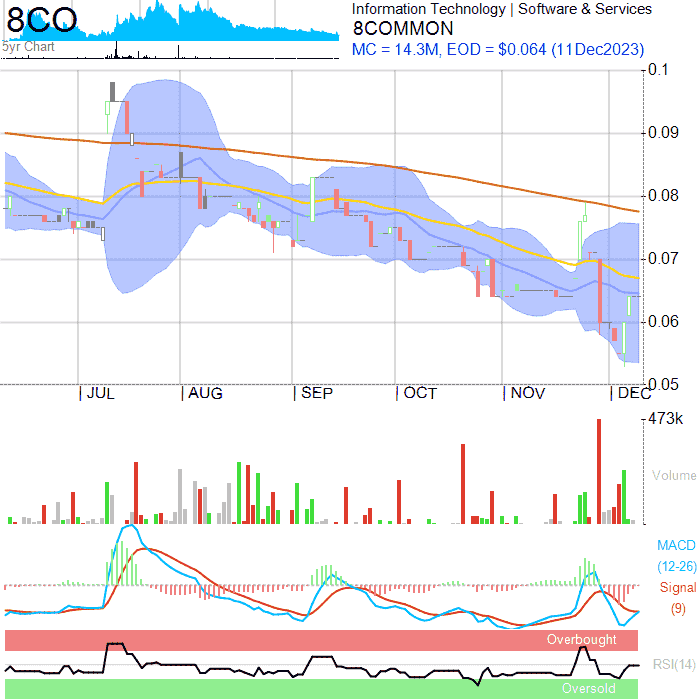 8CO
5yr Chart
Information Technology | Software & Services
8COMMON
MC = 14.3M, EOD = $0.064 (11Dec2023)
0.1
0.09
0.08
0.07
0.06
0.05
| JUL | AUG | SEP | OCT | NOV | DEC
473k
Volume
MACD
(12-26)
Signal
(9)
Overbought
RSI(14)
Oversold